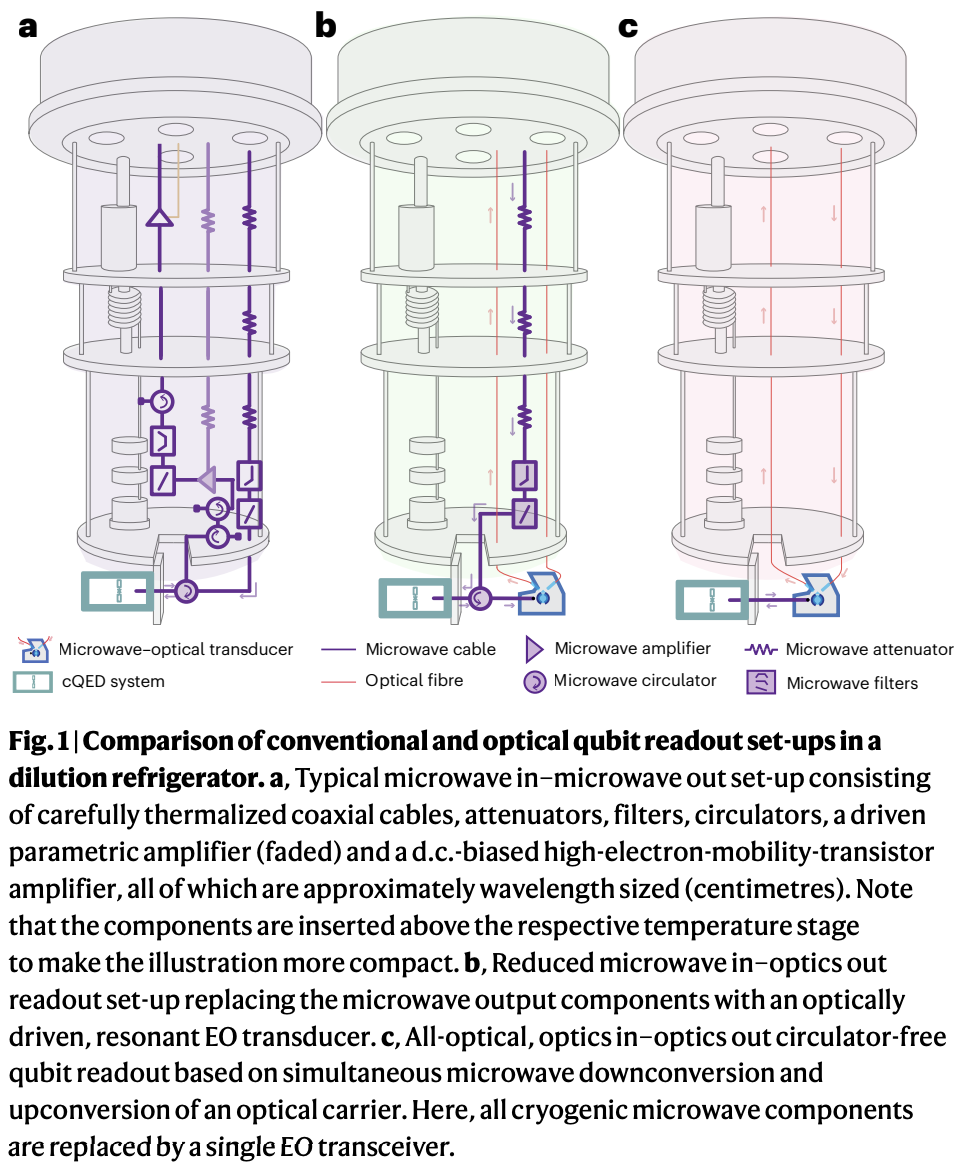 a
b
c
Microwave–optical transducer
Microwave cable
Microwave amplifier
Microwave attenuator
cQED system
Optical fibre
Microwave circulator
Microwave filters
Fig. 1 | Comparison of conventional and optical qubit readout set-ups in a
dilution refrigerator. a, Typical microwave in–microwave out set-up consisting
of carefully thermalized coaxial cables, attenuators, filters, circulators, a driven
parametric amplifier (faded) and a d.c.-biased high-electron-mobility-transistor
amplifier, all of which are approximately wavelength sized (centimetres). Note
that the components are inserted above the respective temperature stage
to make the illustration more compact. b, Reduced microwave in–optics out
readout set-up replacing the microwave output components with an optically
driven, resonant EO transducer. c, All-optical, optics in–optics out circulator-free
qubit readout based on simultaneous microwave downconversion and
upconversion of an optical carrier. Here, all cryogenic microwave components
are replaced by a single EO transceiver.